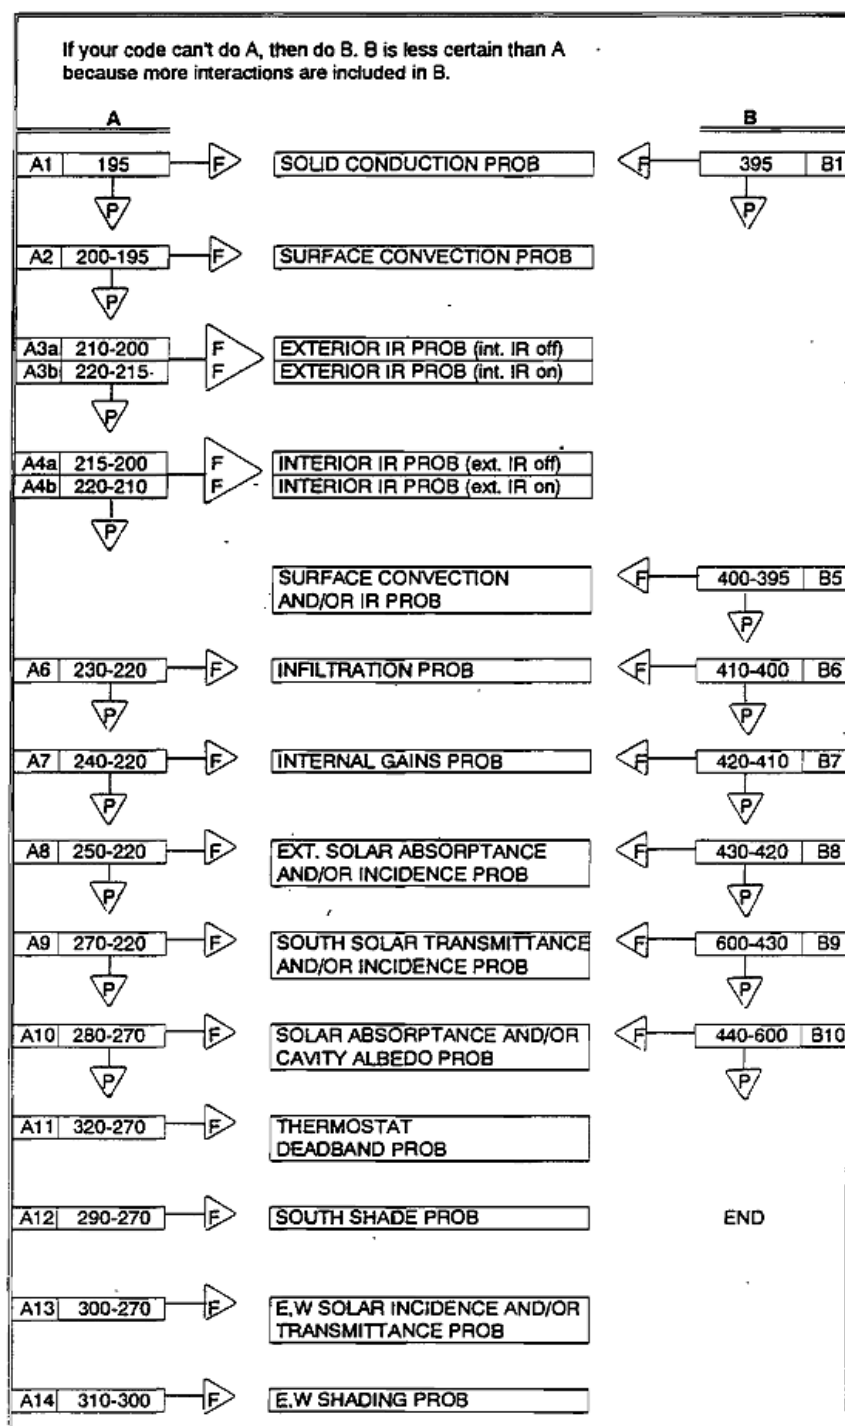 If your code can't do A, then do B. B is less certain than A
because more interactions are included in B.
A B
A1 195 F SOLID CONDUCTION PROB F 395 B1
P P
A2 200-195 F SURFACE CONVECTION PROB
P
A3a 210-200 F EXTERIOR IR PROB (int. IR off)
A3b 220-215 F EXTERIOR IR PROB (int. IR on)
P
A4a 215-200 F INTERIOR IR PROB (ext. IR off)
A4b 220-210 F INTERIOR IR PROB (ext. IR on)
P
SURFACE CONVECTION F 400-395 B5
AND/OR IR PROB
P
A6 230-220 F INFILTRATION PROB F 410-400 B6
P P
A7 240-220 F INTERNAL GAINS PROB F 420-410 B7
P P
A8 250-220 F EXT. SOLAR ABSORPTANCE F 430-420 B8
AND/OR INCIDENCE PROB
P P
A9 270-220 F SOUTH SOLAR TRANSMITTANCE F 600-430 B9
AND/OR INCIDENCE PROB
P P
A10 280-270 F SOLAR ABSORPTANCE AND/OR F 440-600 B10
CAVITY ALBEDO PROB
P P
A11 320-270 F THERMOSTAT
DEADBAND PROB
A12 290-270 F SOUTH SHADE PROB END
A13 300-270 F E,W SOLAR INCIDENCE AND/OR
TRANSMITTANCE PROB
A14 310-300 F E,W SHADING PROB